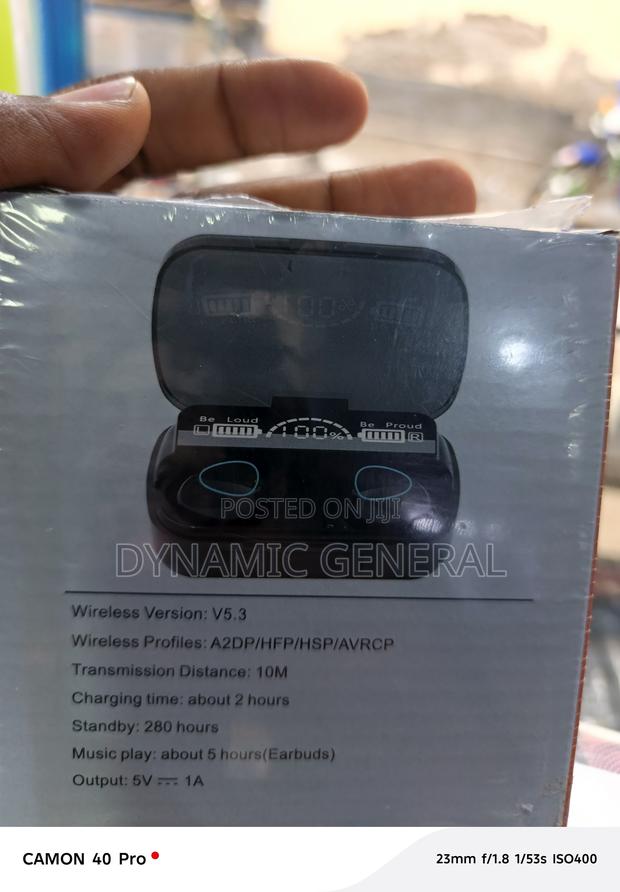 Be Loud
Be Proud
L
100%
R
POSTED ON JIJI
DYNAMIC GENERAL
Wireless Version: V5.3
Wireless Profiles: A2DP/HFP/HSP/AVRCP
Transmission Distance: 10M
Charging time: about 2 hours
Standby: 280 hours
Music play: about 5 hours(Earbuds)
Output: 5V ⎓ 1A
CAMON 40 Pro
23mm f/1.8 1/53s ISO400